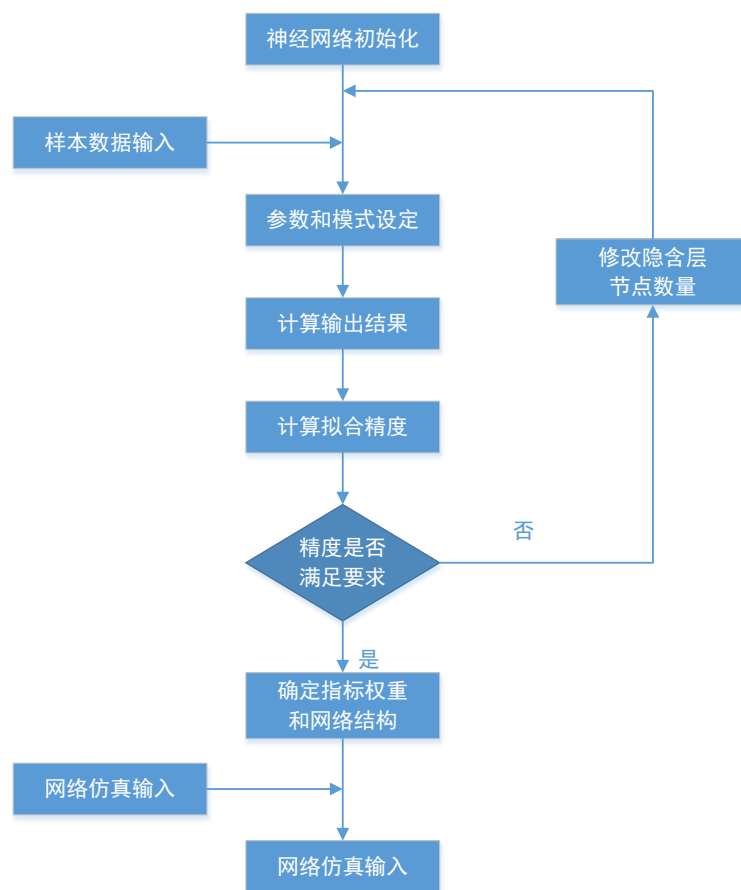 神经网络初始化
样本数据输入
参数和模式设定
修改隐含层
节点数量
计算输出结果
计算拟合精度
否
精度是否
满足要求
是
确定指标权重
和网络结构
网络仿真输入
网络仿真输入